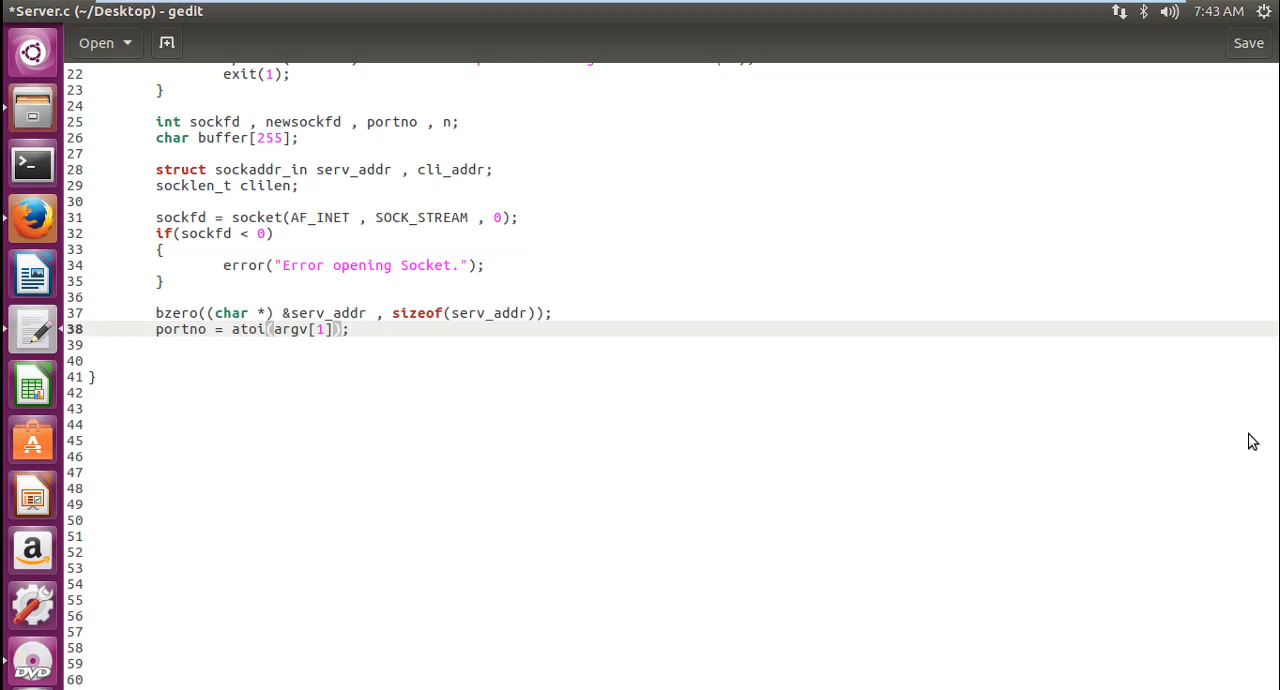 *Server.c (~/Desktop) - gedit
7:43 AM
Open
Save
22 exit(1);
23 }
24
25 int sockfd , newsockfd , portno , n;
26 char buffer[255];
27
28 struct sockaddr_in serv_addr , cli_addr;
29 socklen_t clilen;
30
31 sockfd = socket(AF_INET , SOCK_STREAM , 0);
32 if(sockfd < 0)
33 {
34 error("Error opening Socket.");
35 }
36
37 bzero((char *) &serv_addr , sizeof(serv_addr));
38 portno = atoi(argv[1]);
39
40
41 }
42
43
44
45
46
47
48
49
50
51
52
53
54
55
56
57
58
59
60